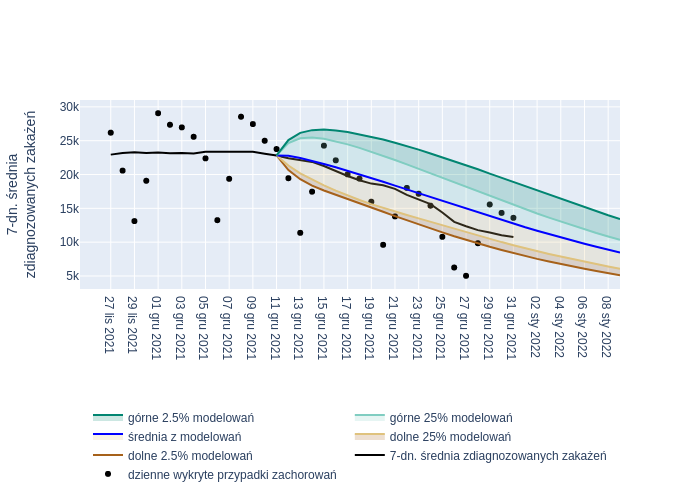 7-dn. średnia
zdiagnozowanych zakażeń
30k
25k
20k
15k
10k
5k
27 lis 2021
29 lis 2021
01 gru 2021
03 gru 2021
05 gru 2021
07 gru 2021
09 gru 2021
11 gru 2021
13 gru 2021
15 gru 2021
17 gru 2021
19 gru 2021
21 gru 2021
23 gru 2021
25 gru 2021
27 gru 2021
29 gru 2021
31 gru 2021
02 sty 2022
04 sty 2022
06 sty 2022
08 sty 2022
górne 2.5% modelowań
górne 25% modelowań
średnia z modelowań
dolne 25% modelowań
dolne 2.5% modelowań
7-dn. średnia zdiagnozowanych zakażeń
dzienne wykryte przypadki zachorowań